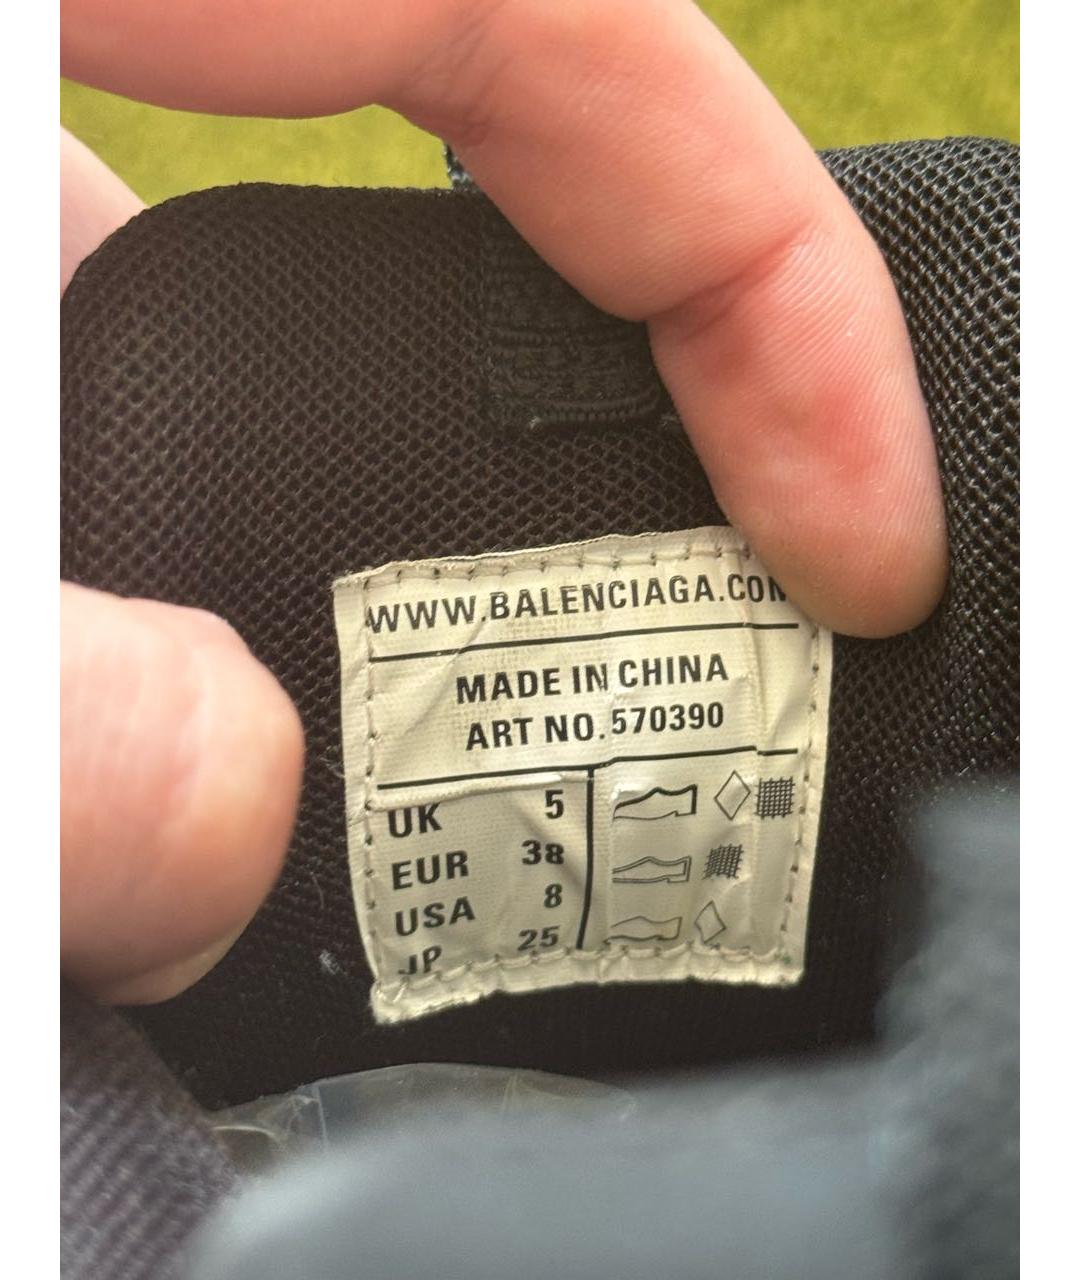 WWW.BALENCIAGA.COM
MADE IN CHINA
ART NO. 570390
UK 5
EUR 38
USA 8
JP 25